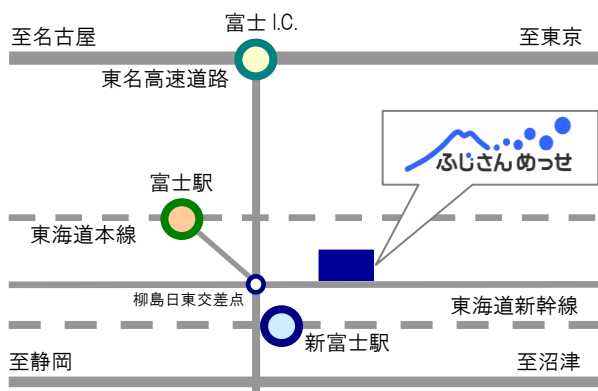 富士 I.C.
至名古屋
至東京
東名高速道路
ふじさんめっせ
富士駅
東海道本線
柳島日東交差点
東海道新幹線
新富士駅
至静岡
至沼津